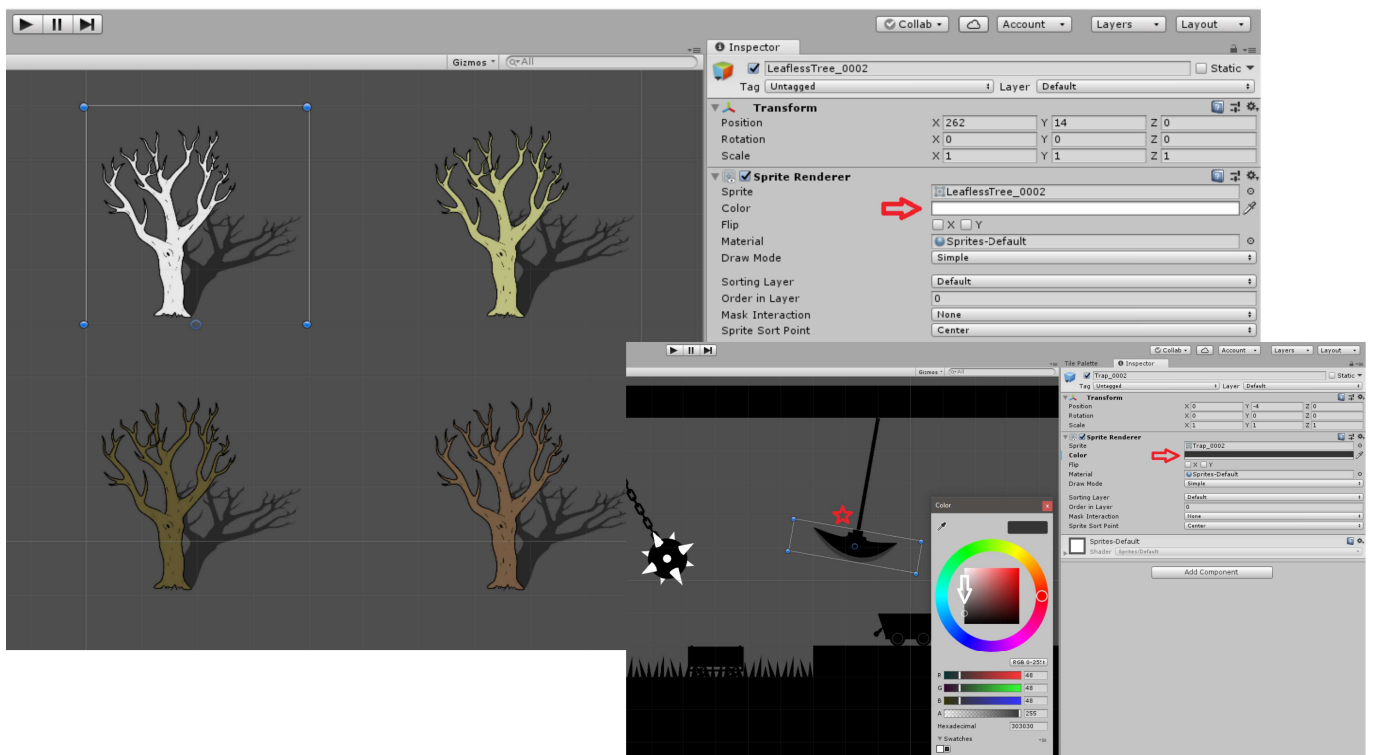 Collab Account Layers Layout
Inspector
Gizmos All
LeaflessTree_0002 Static
Tag Untagged Layer Default
Transform
Position X 262 Y 14 Z 0
Rotation X 0 Y 0 Z 0
Scale X 1 Y 1 Z 1
Sprite Renderer
Sprite LeaflessTree_0002
Color
Flip X Y
Material Sprites-Default
Draw Mode Simple
Sorting Layer Default
Order in Layer 0
Mask Interaction None
Sprite Sort Point Center
Collab Account Layers Layout
Tile Palette Inspector
Gizmos All
Trap_0002 Static
Tag Untagged Layer Default
Transform
Position X 0 Y -4 Z 0
Rotation X 0 Y 0 Z 0
Scale X 1 Y 1 Z 1
Sprite Renderer
Sprite Trap_0002
Color
Flip X Y
Material Sprites-Default
Draw Mode Simple
Sorting Layer Default
Order in Layer 0
Mask Interaction None
Sprite Sort Point Center
Sprites-Default
Shader Sprites/Default
Add Component
Color
RGB 0-255
R 48
G 48
B 48
A 255
Hexadecimal 303030
Swatches